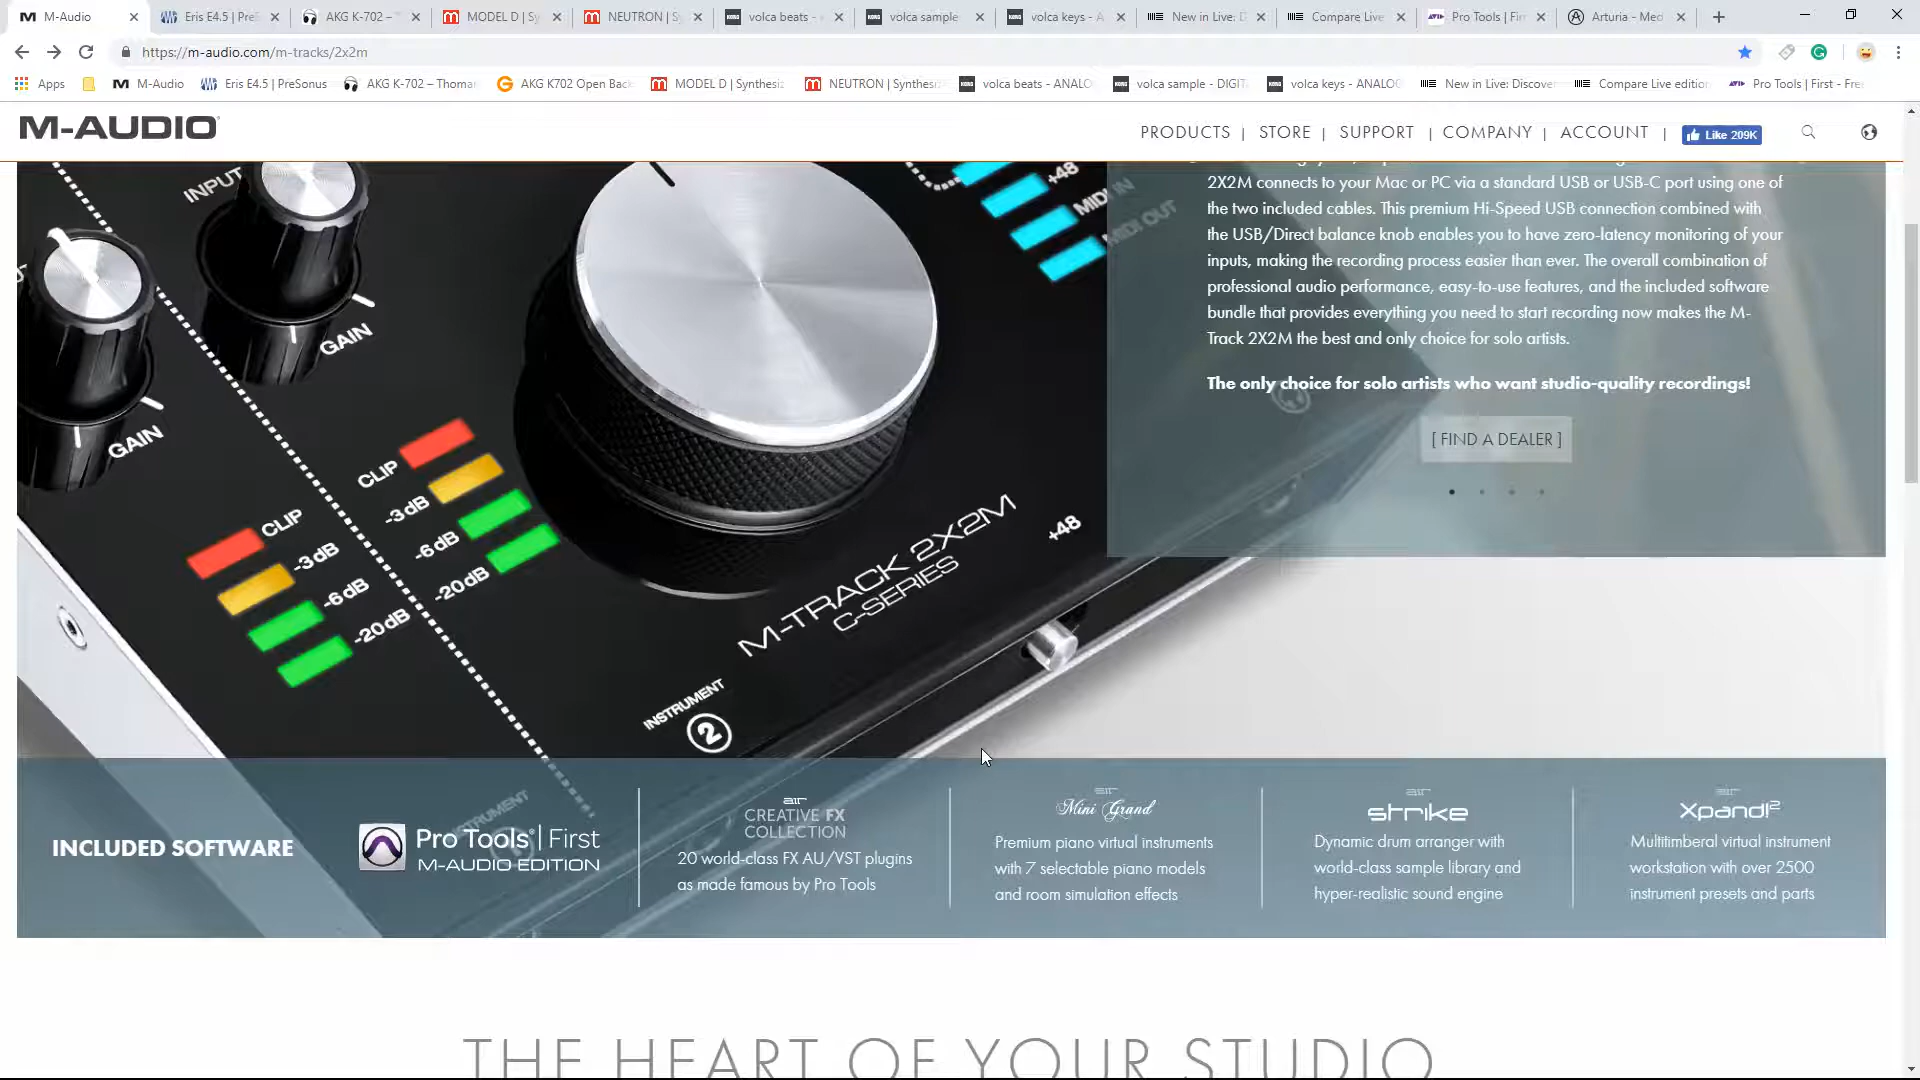 M-Audio
Eris E4.5 | PreS
AKG K-702 –
MODEL D | Sy
NEUTRON | Sy
volca beats -
volca sample
volca keys - A
New in Live: D
Compare Live
Pro Tools | Firs
Arturia - Med
https://m-audio.com/m-tracks/2x2m
Apps
M-Audio
Eris E4.5 | PreSonus
AKG K-702 – Thoman
AKG K702 Open Back
MODEL D | Synthesiz
NEUTRON | Synthesiz
volca beats - ANALO
volca sample - DIGIT
volca keys - ANALOG
New in Live: Discover
Compare Live edition
Pro Tools | First - Free
M-AUDIO
PRODUCTS | STORE | SUPPORT | COMPANY | ACCOUNT |
Like 209K
2X2M connects to your Mac or PC via a standard USB or USB-C port using one of
the two included cables. This premium Hi-Speed USB connection combined with
the USB/Direct balance knob enables you to have zero-latency monitoring of your
inputs, making the recording process easier than ever. The overall combination of
professional audio performance, easy-to-use features, and the included software
bundle that provides everything you need to start recording now makes the M-
Track 2X2M the best and only choice for solo artists.
The only choice for solo artists who want studio-quality recordings!
[ FIND A DEALER ]
INPUT
GAIN
GAIN
+48
MIDI IN
MIDI OUT
CLIP
-3dB
-6dB
-20dB
CLIP
-3dB
-6dB
-20dB
M-TRACK 2X2M
C-SERIES
+48
INSTRUMENT
2
INSTRUMENT
INCLUDED SOFTWARE
Pro Tools | First
M-AUDIO EDITION
air
CREATIVE FX
COLLECTION
20 world-class FX AU/VST plugins
as made famous by Pro Tools
air
Mini Grand
Premium piano virtual instruments
with 7 selectable piano models
and room simulation effects
air
strike
Dynamic drum arranger with
world-class sample library and
hyper-realistic sound engine
air
Xpand!²
Multitimberal virtual instrument
workstation with over 2500
instrument presets and parts
THE HEART OF YOUR STUDIO